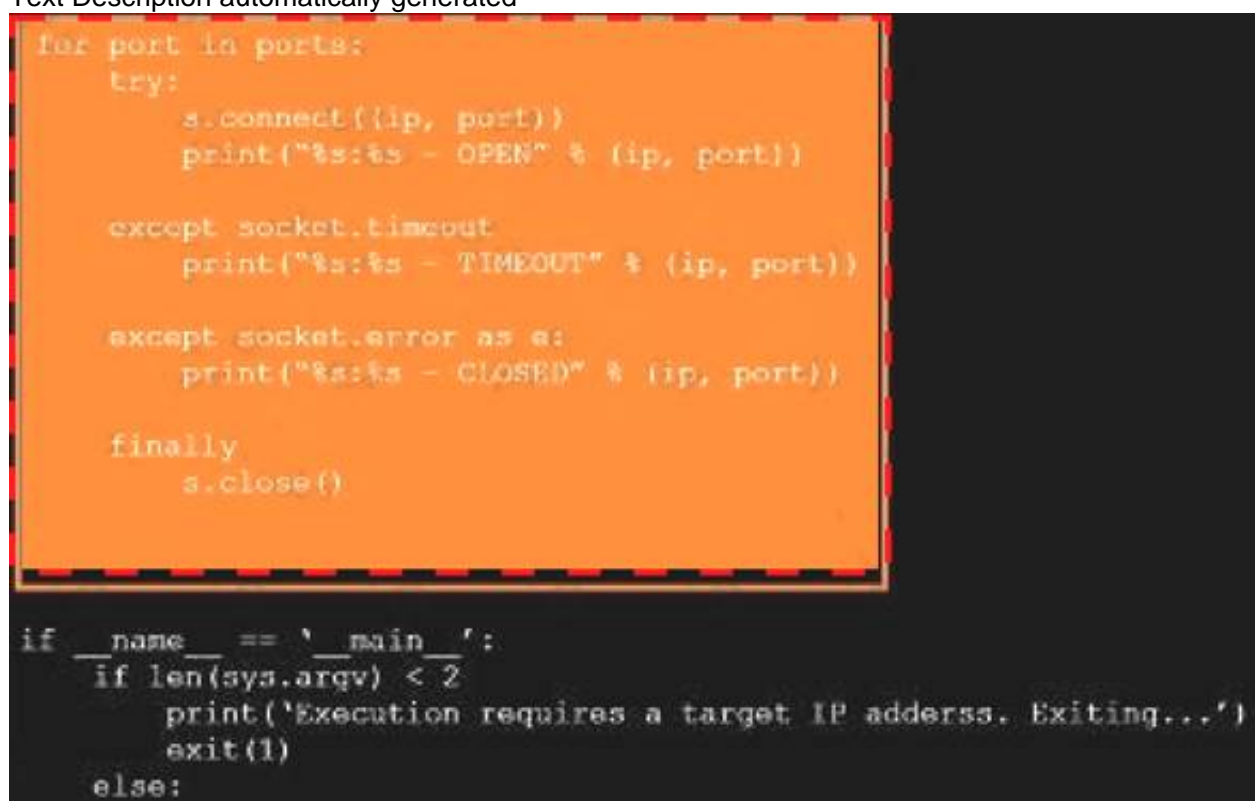 Text Description automatically generated
for port in ports:
try:
s.connect((ip, port))
print("%s:%s - OPEN" % (ip, port))
except socket.timeout
print("%s:%s - TIMEOUT" % (ip, port))
except socket.error as e:
print("%s:%s - CLOSED" % (ip, port))
finally
s.close()
if __name__ == '__main__':
if len(sys.argv) < 2
print('Execution requires a target IP adderss. Exiting...')
exit(1)
else: